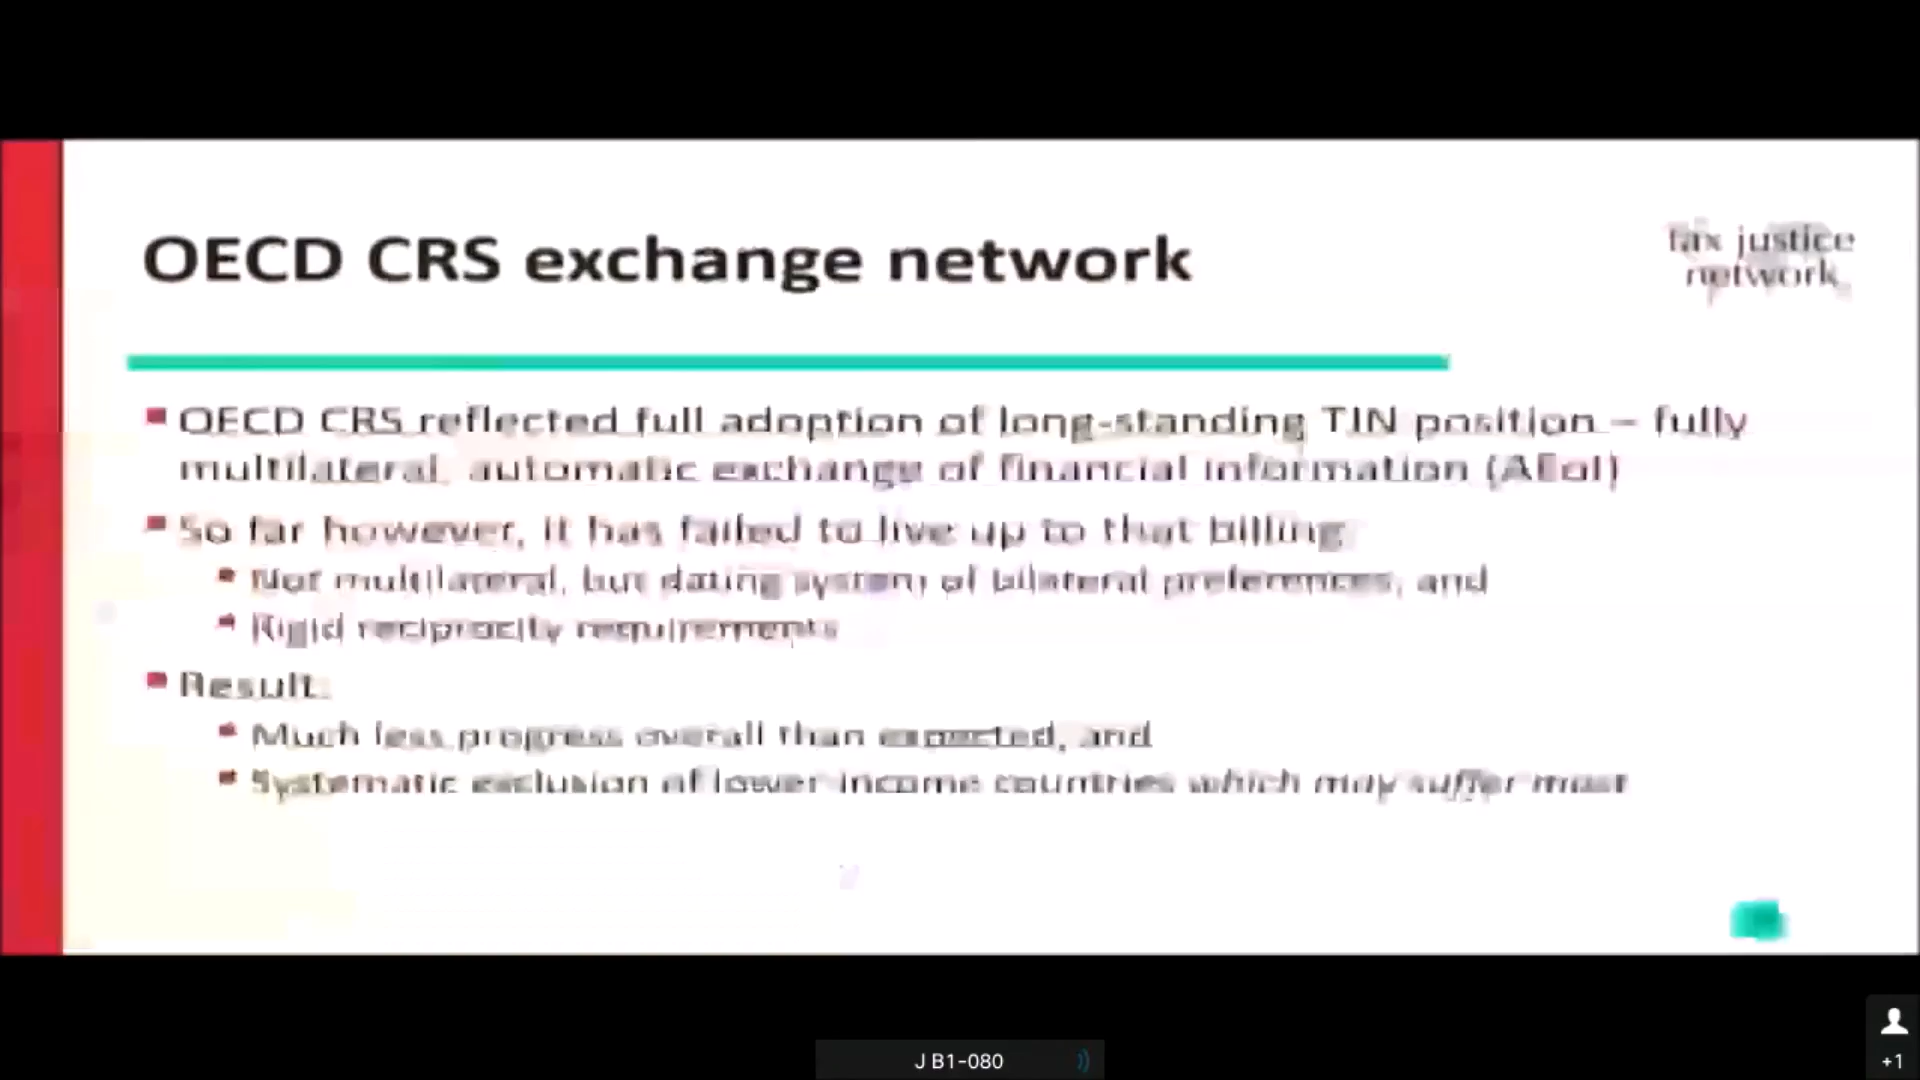 OECD CRS exchange network
tax justice
network
OECD CRS reflected full adoption of long-standing TJN position – fully
multilateral, automatic exchange of financial information (AEoI)
So far however, it has failed to live up to that billing:
Not multilateral, but dating system of bilateral preferences, and
Rigid reciprocity requirements
Result:
Much less progress overall than expected, and
Systematic exclusion of lower-income countries which may suffer most
J B1-080
+1